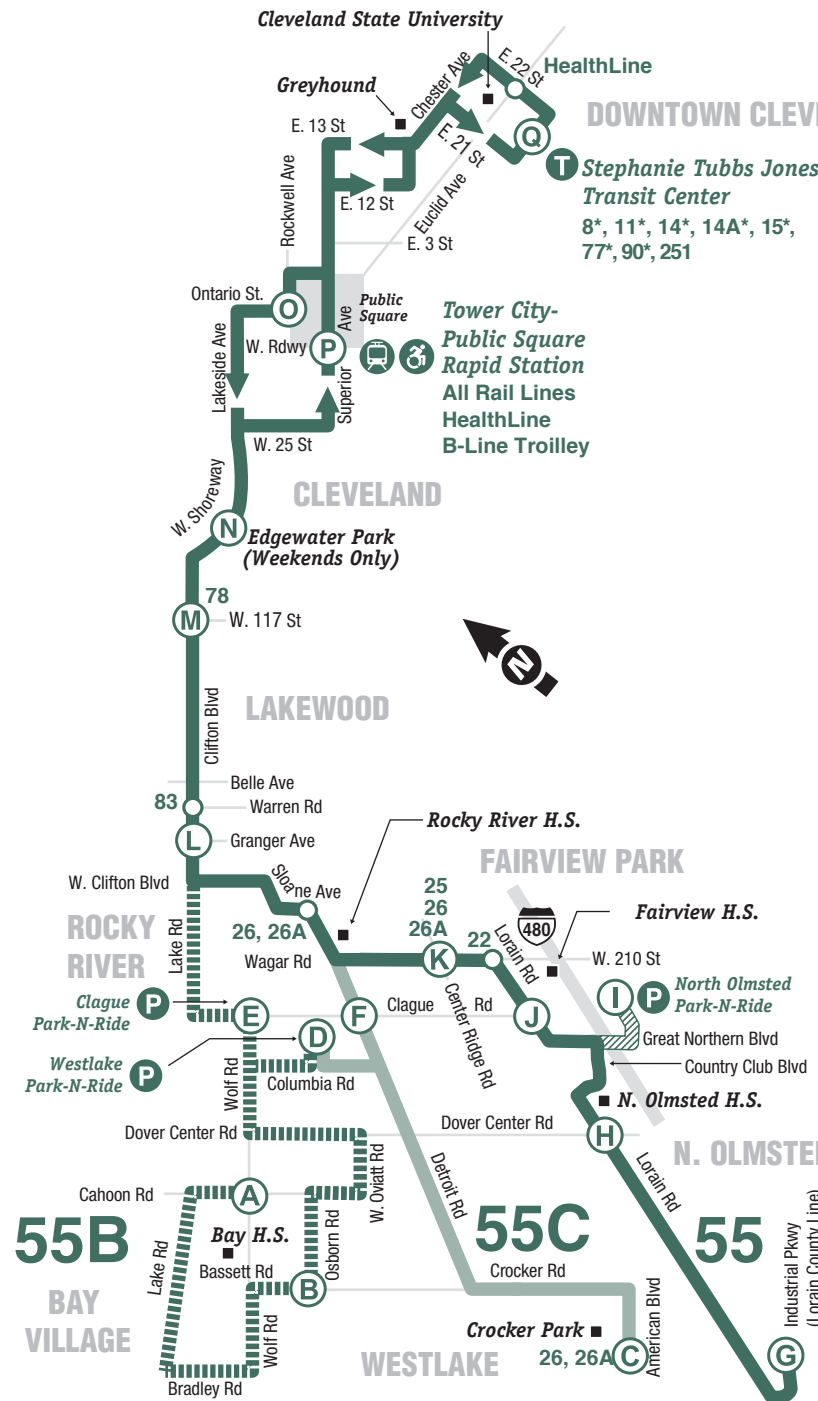 Cleveland State University
HealthLine
E. 22 St
Chester Ave
Greyhound
DOWNTOWN CLEV
E. 13 St
E. 21 St
Q
T
Stephanie Tubbs Jones
Transit Center
8*, 11*, 14*, 14A*, 15*,
77*, 90*, 251
Rockwell Ave
E. 12 St
Euclid Ave
E. 3 St
Ontario St.
O
Public
Square
Ave
Tower City-
Public Square
Rapid Station
All Rail Lines
HealthLine
B-Line Troilley
W. Rdwy
P
Lakeside Ave
Superior
W. 25 St
CLEVELAND
W. Shoreway
N
Edgewater Park
(Weekends Only)
78
M
W. 117 St
N
LAKEWOOD
Clifton Blvd
Belle Ave
83
Warren Rd
L
Granger Ave
Rocky River H.S.
FAIRVIEW PARK
W. Clifton Blvd
Sloane Ave
25
26
26A
480
Fairview H.S.
ROCKY
RIVER
Lake Rd
26, 26A
22
Lorain Rd
W. 210 St
Wagar Rd
K
Clague
Park-N-Ride
P
E
F
Clague Rd
Center Ridge Rd
J
I
P
North Olmsted
Park-N-Ride
Great Northern Blvd
Westlake
Park-N-Ride
P
D
Wolf Rd
Columbia Rd
Country Club Blvd
N. Olmsted H.S.
Dover Center Rd
Dover Center Rd
H
N. OLMSTE
Cahoon Rd
A
W. Oviatt Rd
Detroit Rd
Lorain Rd
55B
Bay H.S.
Osborn Rd
55C
55
Lake Rd
Bassett Rd
B
Crocker Rd
Industrial Pkwy
(Lorain County Line)
BAY
VILLAGE
Wolf Rd
Crocker Park
American Blvd
WESTLAKE
26, 26A
C
G
Bradley Rd